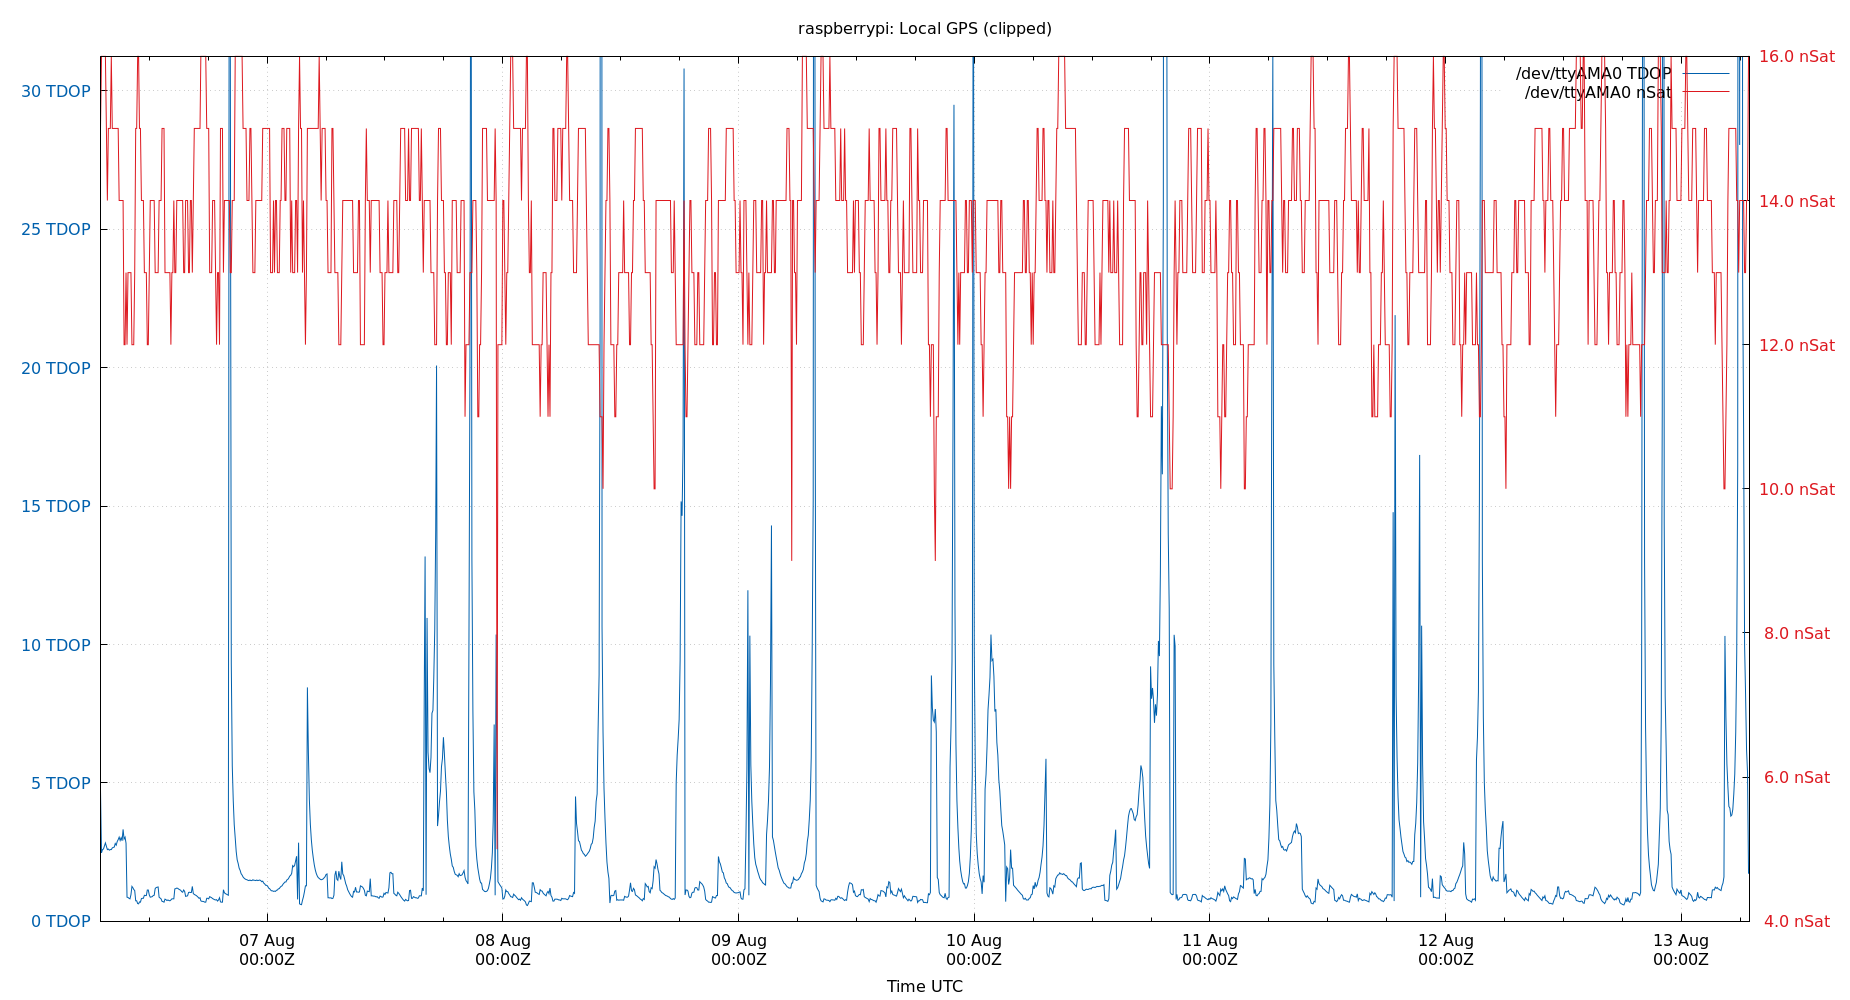 raspberrypi: Local GPS (clipped)
30 TDOP
25 TDOP
20 TDOP
15 TDOP
10 TDOP
5 TDOP
0 TDOP
16.0 nSat
14.0 nSat
12.0 nSat
10.0 nSat
8.0 nSat
6.0 nSat
4.0 nSat
/dev/ttyAMA0 TDOP
/dev/ttyAMA0 nSat
07 Aug 08 Aug 09 Aug 10 Aug 11 Aug 12 Aug 13 Aug
00:00Z 00:00Z 00:00Z 00:00Z 00:00Z 00:00Z 00:00Z
Time UTC